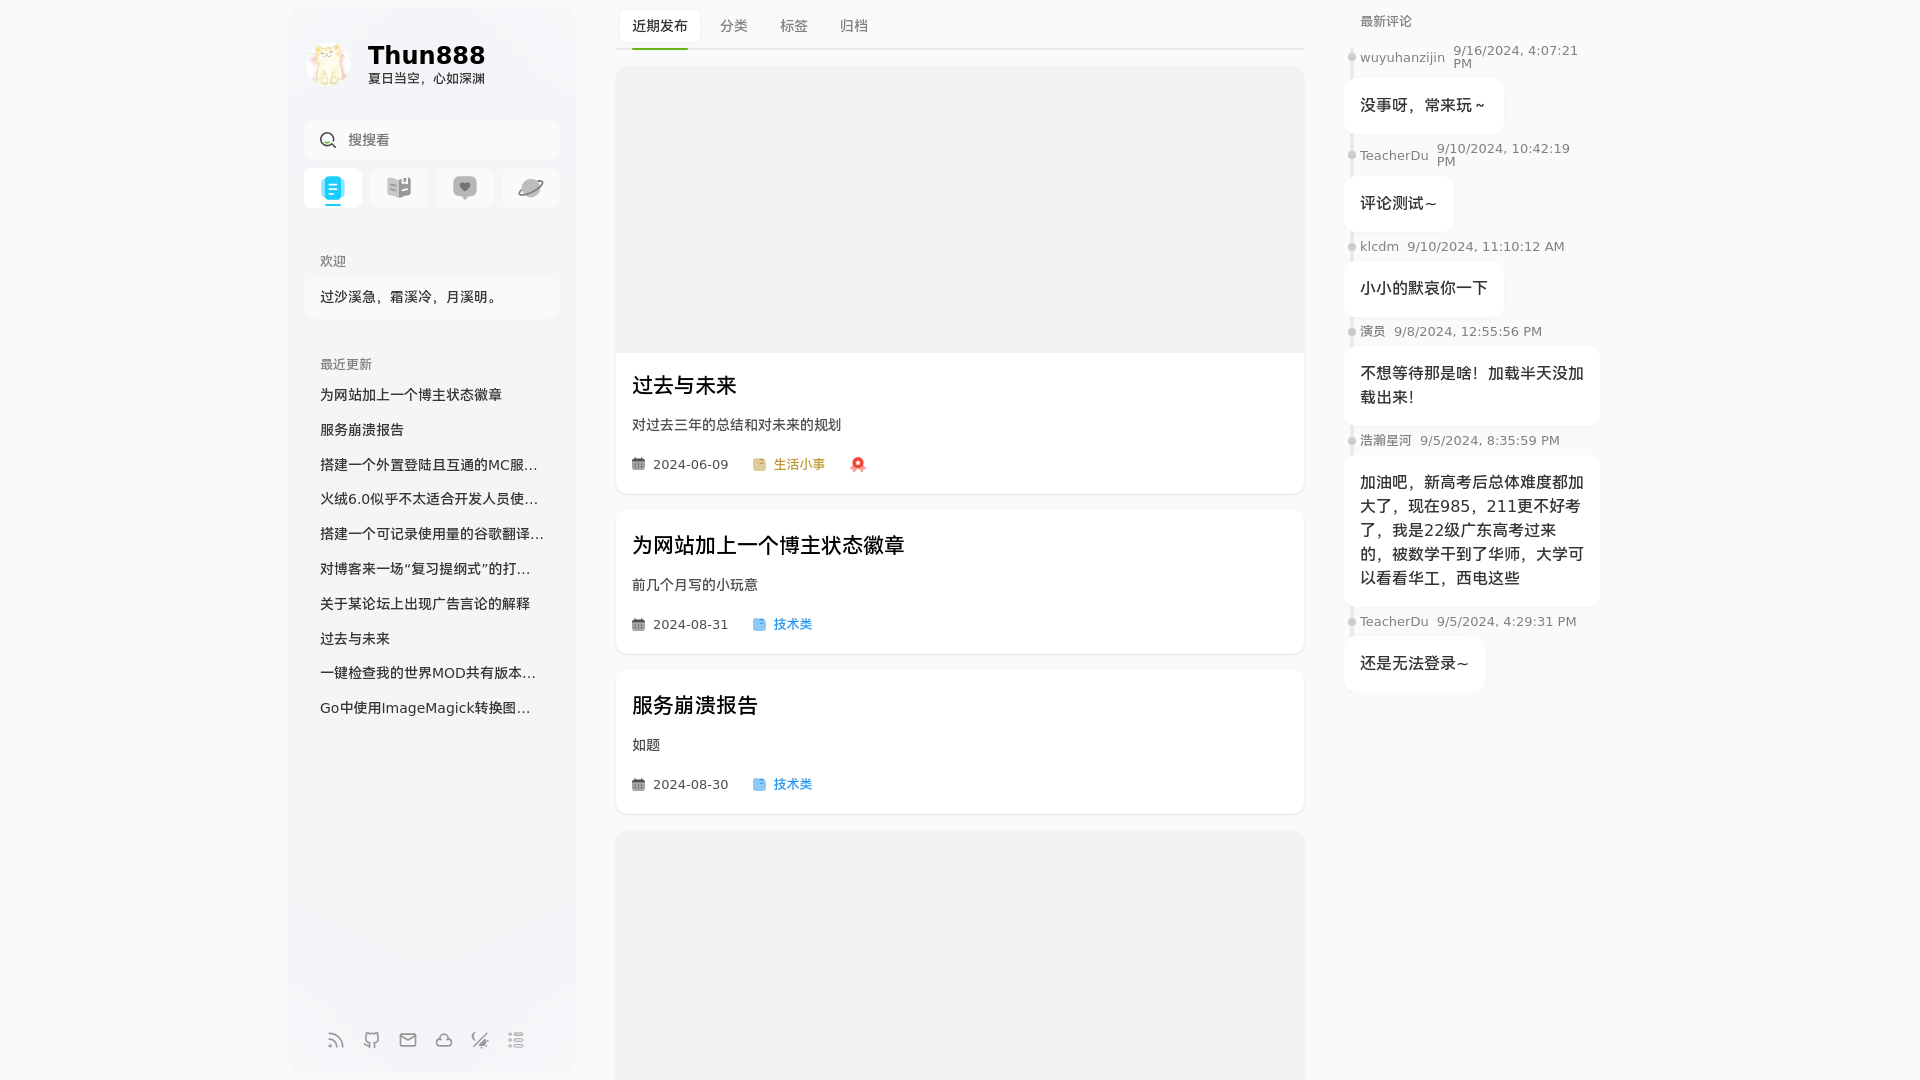 Thun888
夏日当空，心如深渊
搜搜看
欢迎
过沙溪急，霜溪冷，月溪明。
最近更新
为网站加上一个博主状态徽章
服务崩溃报告
搭建一个外置登陆且互通的MC服...
火绒6.0似乎不太适合开发人员使...
搭建一个可记录使用量的谷歌翻译...
对博客来一场“复习提纲式”的打...
关于某论坛上出现广告言论的解释
过去与未来
一键检查我的世界MOD共有版本...
Go中使用ImageMagick转换图...
近期发布 分类 标签 归档
过去与未来
对过去三年的总结和对未来的规划
2024-06-09 生活小事
为网站加上一个博主状态徽章
前几个月写的小玩意
2024-08-31 技术类
服务崩溃报告
如题
2024-08-30 技术类
最新评论
wuyuhanzijin 9/16/2024, 4:07:21
PM
没事呀，常来玩～
TeacherDu 9/10/2024, 10:42:19
PM
评论测试~
klcdm 9/10/2024, 11:10:12 AM
小小的默哀你一下
演员 9/8/2024, 12:55:56 PM
不想等待那是啥！加载半天没加
载出来！
浩瀚星河 9/5/2024, 8:35:59 PM
加油吧，新高考后总体难度都加
大了，现在985，211更不好考
了，我是22级广东高考过来
的，被数学干到了华师，大学可
以看看华工，西电这些
TeacherDu 9/5/2024, 4:29:31 PM
还是无法登录~